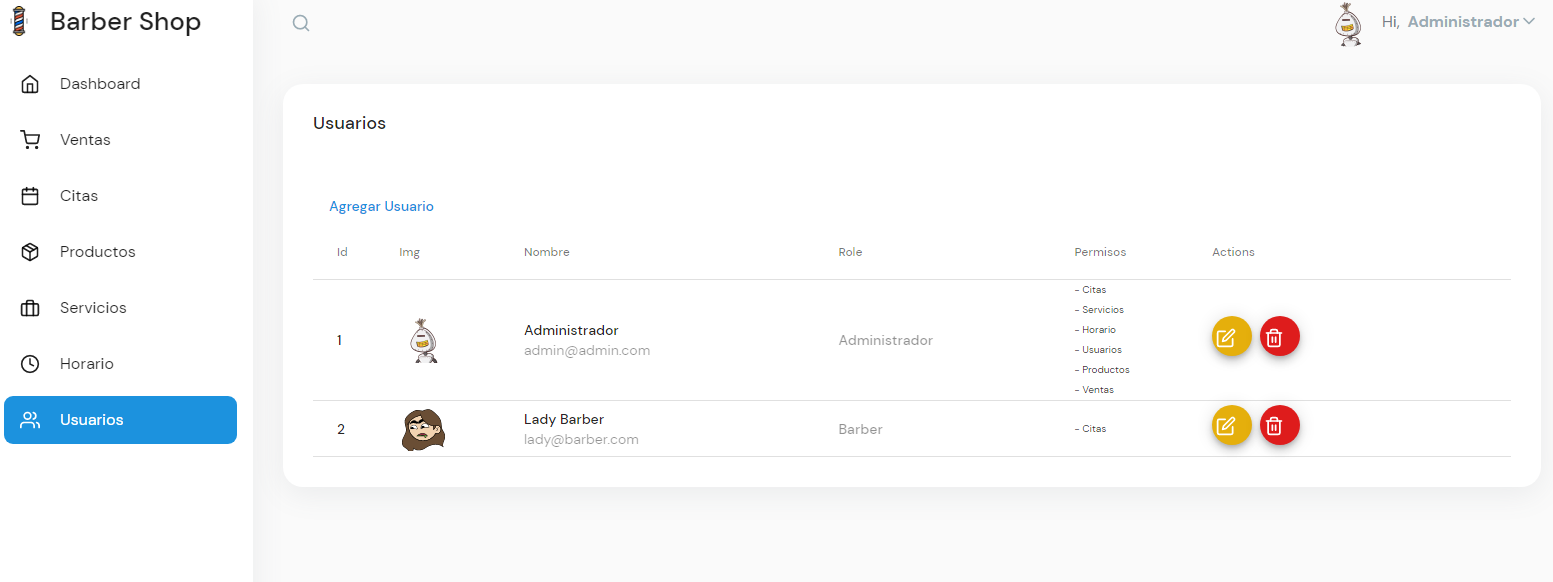 Barber Shop
Hi, Administrador
Dashboard
Ventas
Citas
Productos
Servicios
Horario
Usuarios
Usuarios
Agregar Usuario
Id Img Nombre Role Permisos Actions
1 Administrador admin@admin.com Administrador
- Citas
- Servicios
- Horario
- Usuarios
- Productos
- Ventas
2 Lady Barber lady@barber.com Barber - Citas